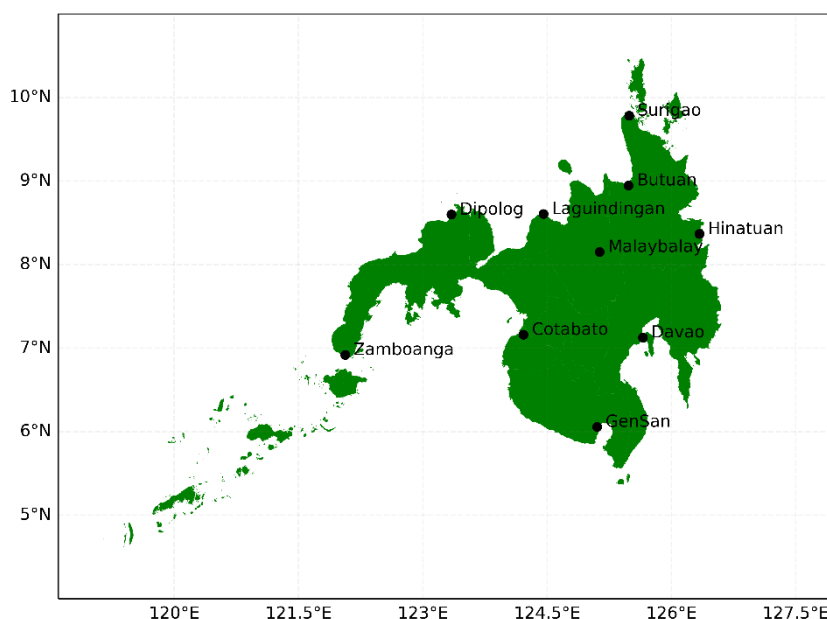 10°N
Surigao
9°N
Butuan
Dipolog
Laguindingan
Hinatuan
Malaybalay
8°N
Cotabato
Davao
7°N
Zamboanga
6°N
GenSan
5°N
120°E
121.5°E
123°E
124.5°E
126°E
127.5°E